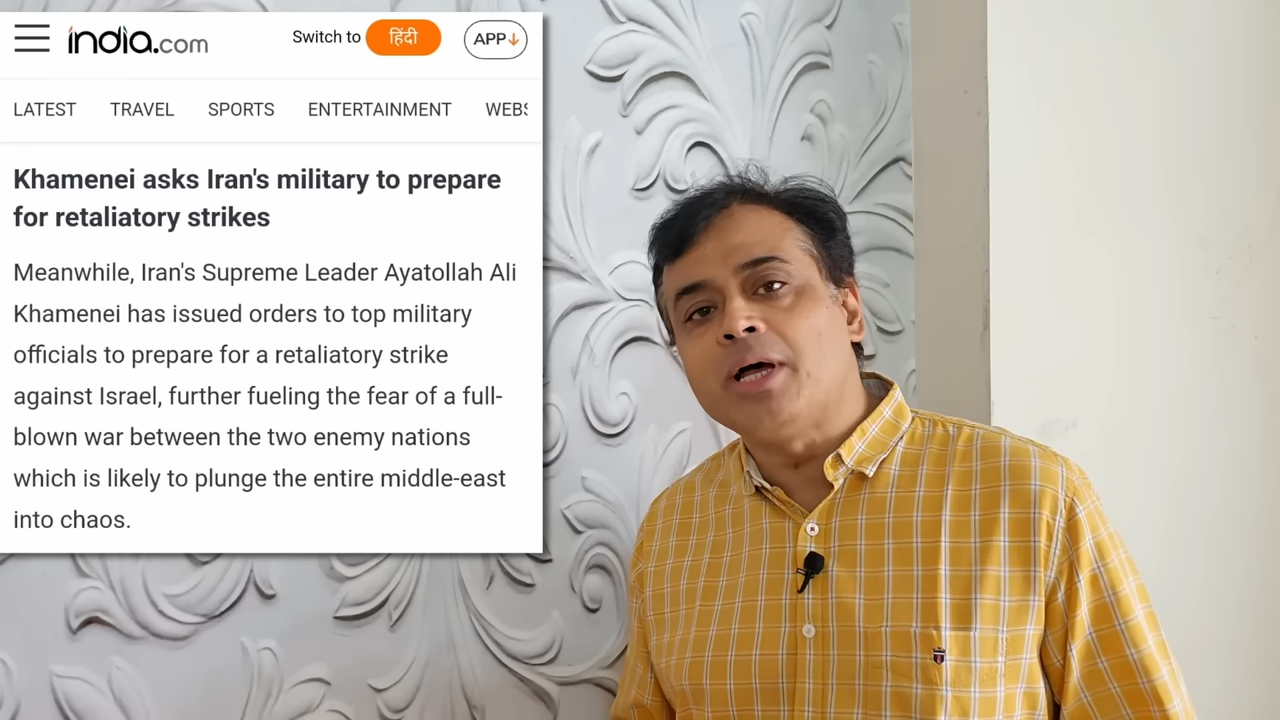 india.com
Switch to
हिंदी
APP↓
LATEST TRAVEL SPORTS ENTERTAINMENT WEBS
Khamenei asks Iran's military to prepare
for retaliatory strikes
Meanwhile, Iran's Supreme Leader Ayatollah Ali
Khamenei has issued orders to top military
officials to prepare for a retaliatory strike
against Israel, further fueling the fear of a full-
blown war between the two enemy nations
which is likely to plunge the entire middle-east
into chaos.